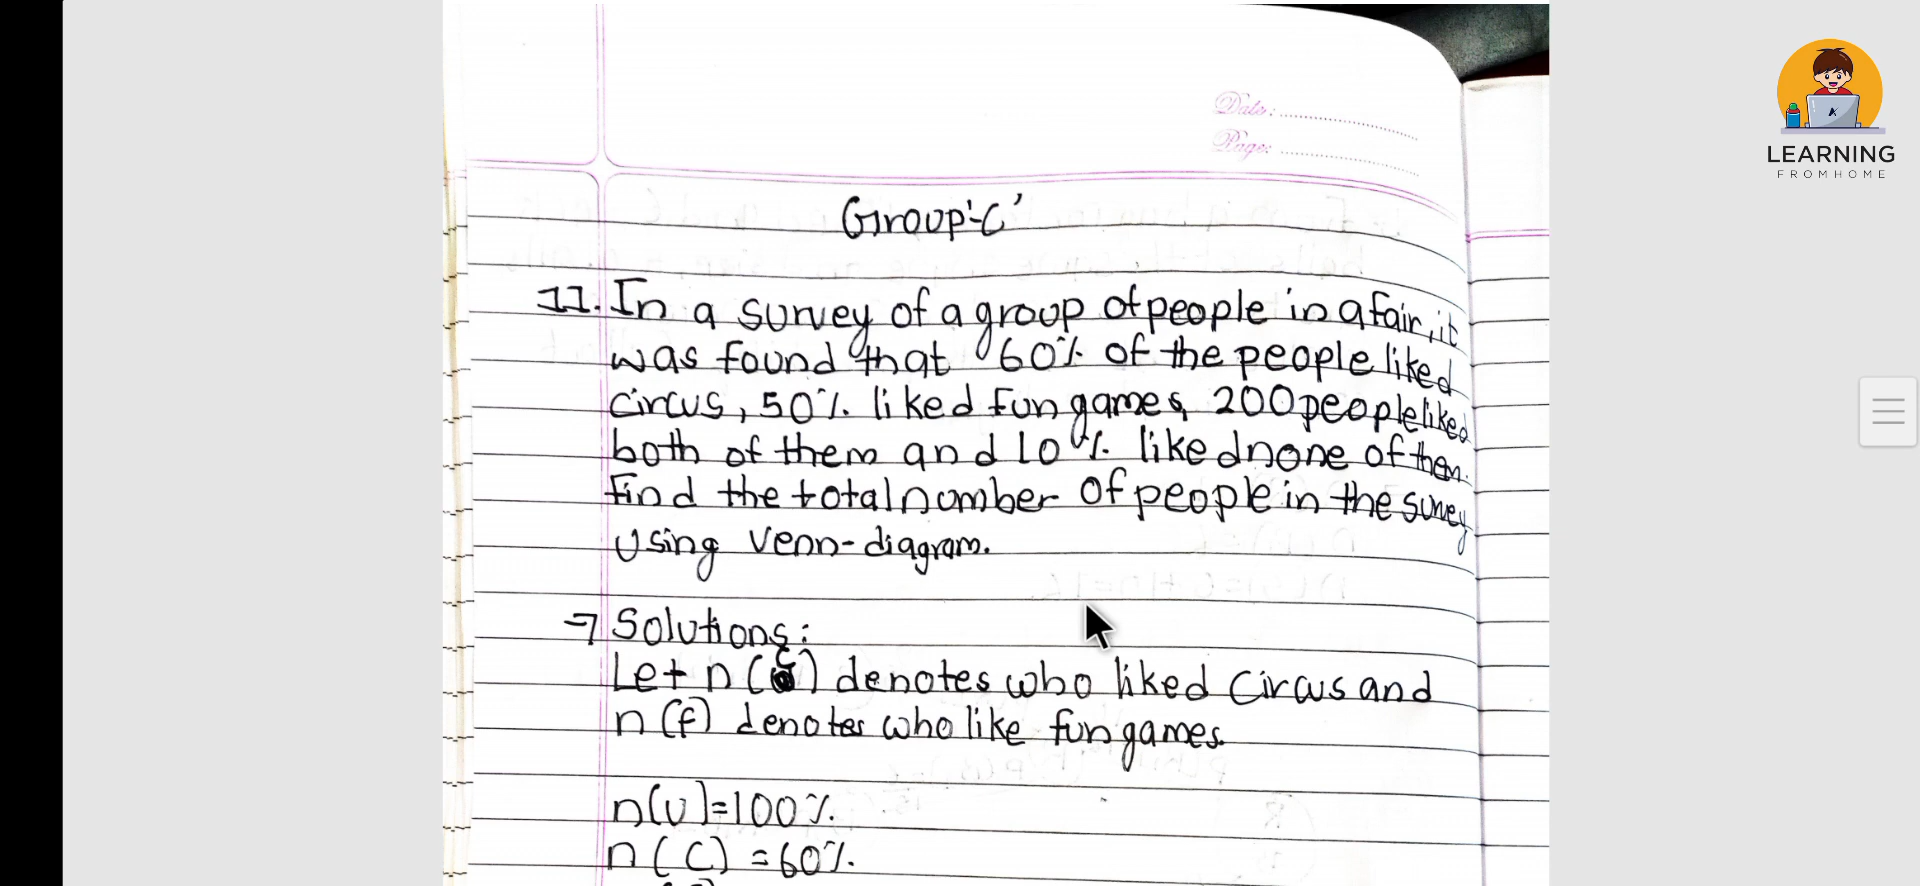 LEARNING
FROMHOME
Date:
Page:
Group-'C'
11. In a survey of a group of people in a fair, it
was found that 60% of the people liked
circus, 50% liked fun games, 200 people liked
both of them and 10% liked none of them.
Find the total number of people in the survey
using venn-diagram.
→ Solutions:
Let n(C) denotes who liked circus and
n(f) denotes who like fun games.
n(U)=100%.
n(C) =60%.